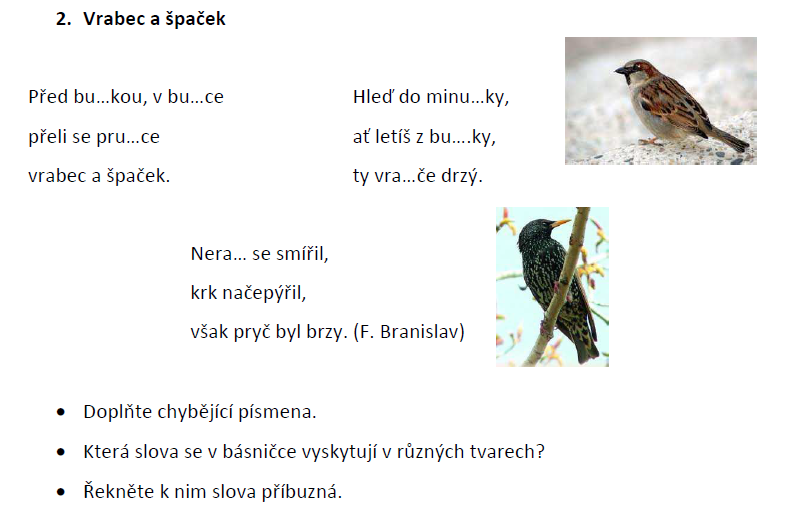 2. Vrabec a špaček
Před bu...kou, v bu...ce
přeli se pru...ce
vrabec a špaček.
Hleď do minu...ky,
ať letíš z bu....ky,
ty vra...če drzý.
Nera... se smířil,
krk načepýřil,
však pryč byl brzy. (F. Branislav)
• Doplňte chybějící písmena.
• Která slova se v básničce vyskytují v různých tvarech?
• Řekněte k nim slova příbuzná.